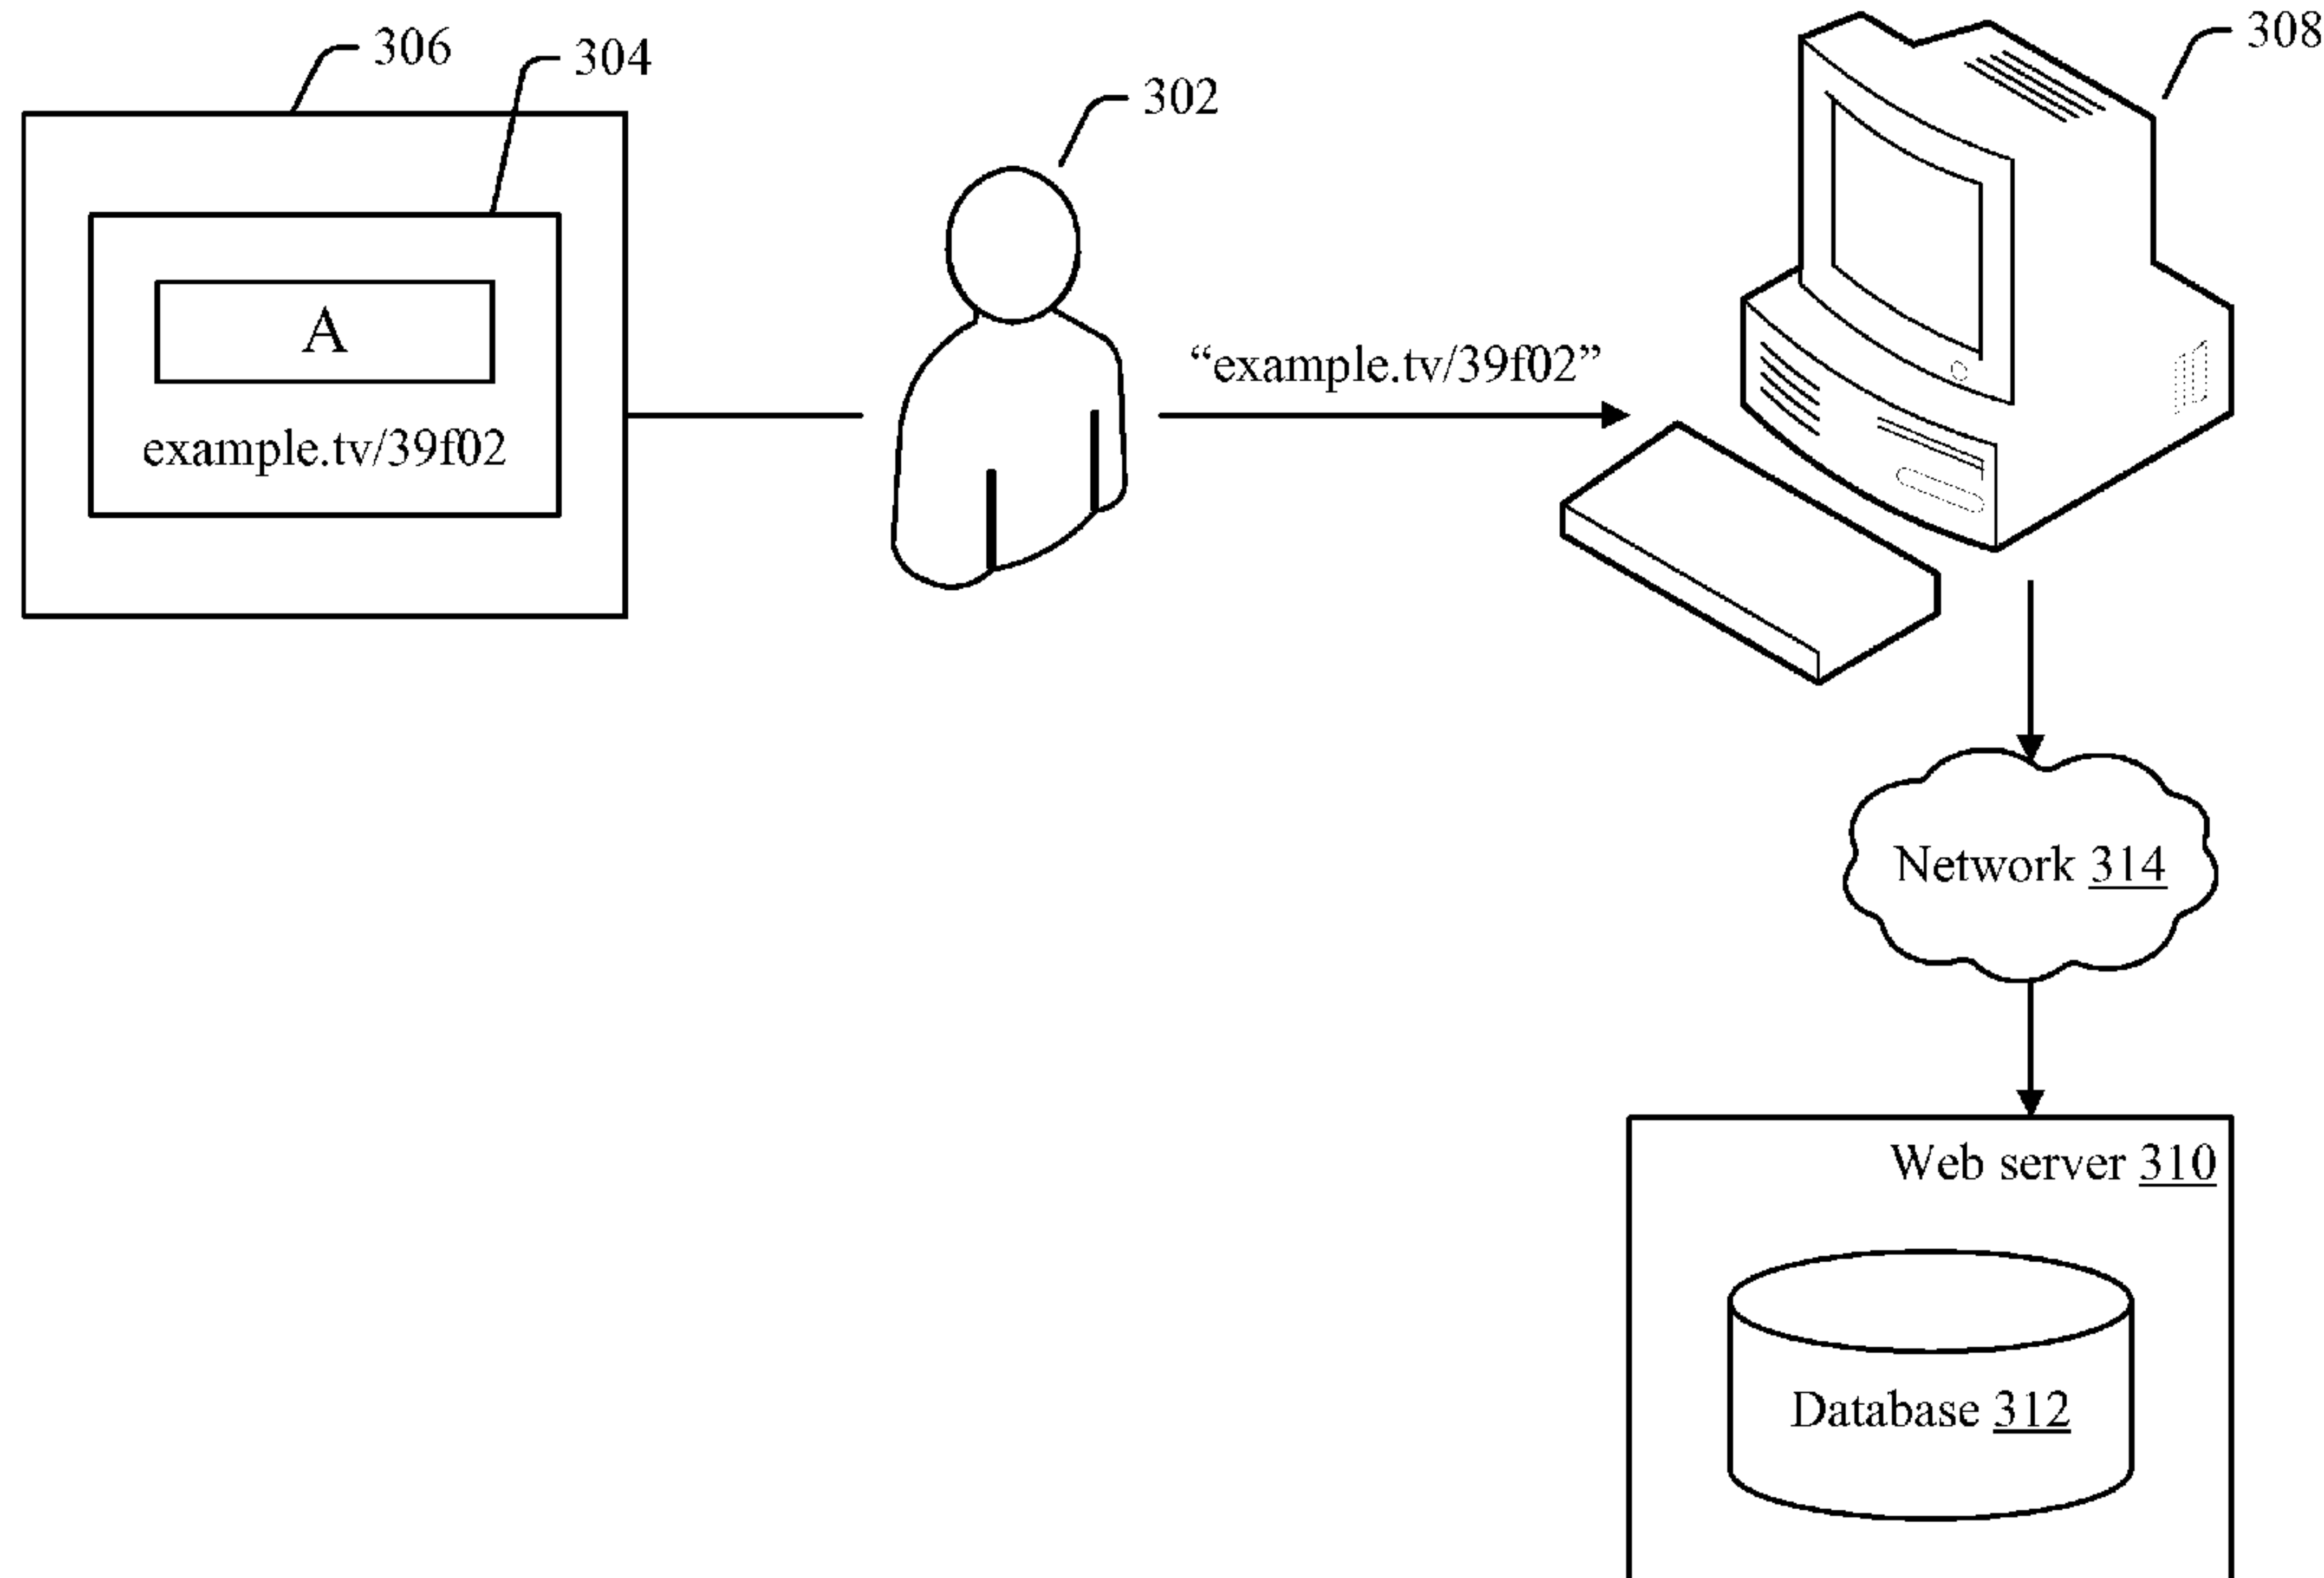 306
304
302
308
A
example.tv/39f02
“example.tv/39f02”
Network 314
Web server 310
Database 312